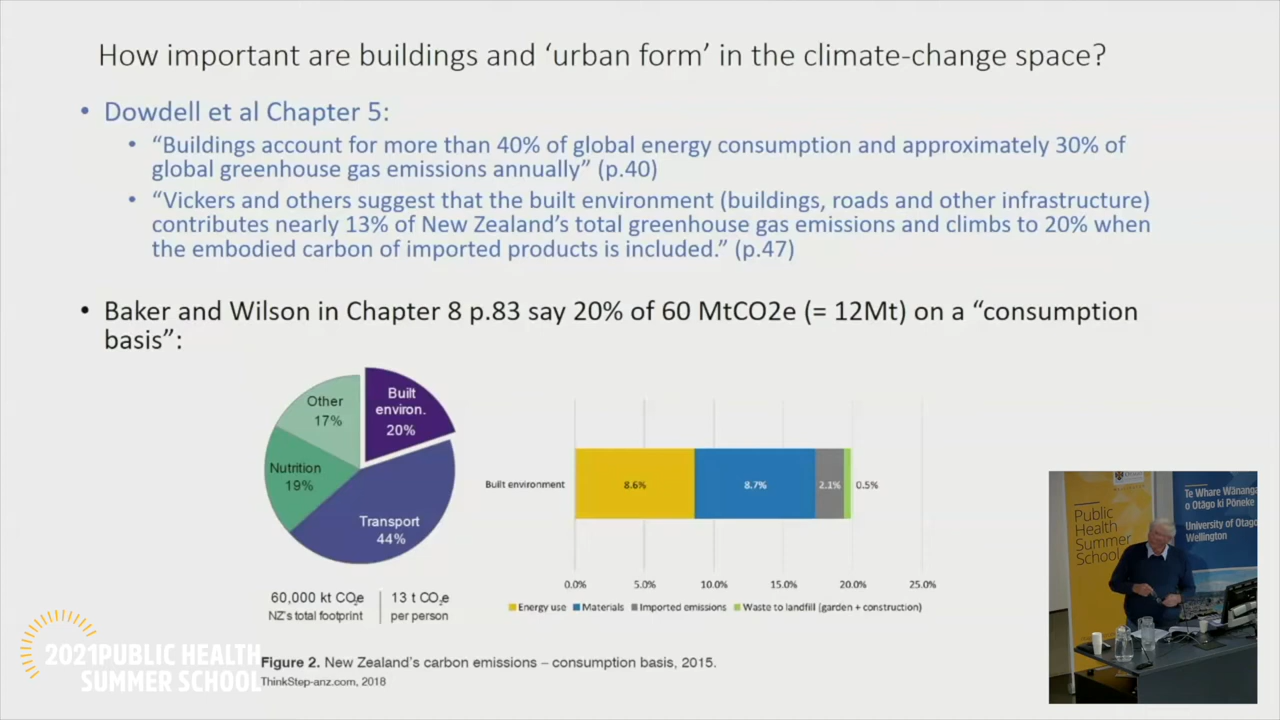 How important are buildings and ‘urban form’ in the climate-change space?
• Dowdell et al Chapter 5:
• “Buildings account for more than 40% of global energy consumption and approximately 30% of
global greenhouse gas emissions annually” (p.40)
• “Vickers and others suggest that the built environment (buildings, roads and other infrastructure)
contributes nearly 13% of New Zealand’s total greenhouse gas emissions and climbs to 20% when
the embodied carbon of imported products is included.” (p.47)
• Baker and Wilson in Chapter 8 p.83 say 20% of 60 MtCO2e (= 12Mt) on a “consumption
basis”:
Built
environ.
20%
Other
17%
Nutrition
19%
Transport
44%
60,000 kt CO₂e
NZ's total footprint
13 t CO₂e
per person
Built environment
8.6%
8.7%
2.1%
0.5%
0.0%
5.0%
10.0%
15.0%
20.0%
25.0%
Energy use
Materials
Imported emissions
Waste to landfill (garden + construction)
Figure 2. New Zealand's carbon emissions – consumption basis, 2015.
ThinkStep-anz.com, 2018
2021PUBLIC HEALTH
SUMMER SCHOOL
Public
Health
Summer
School
Te Whare Wānanga
o Otāgo ki Pōneke
University of Otago
Wellington